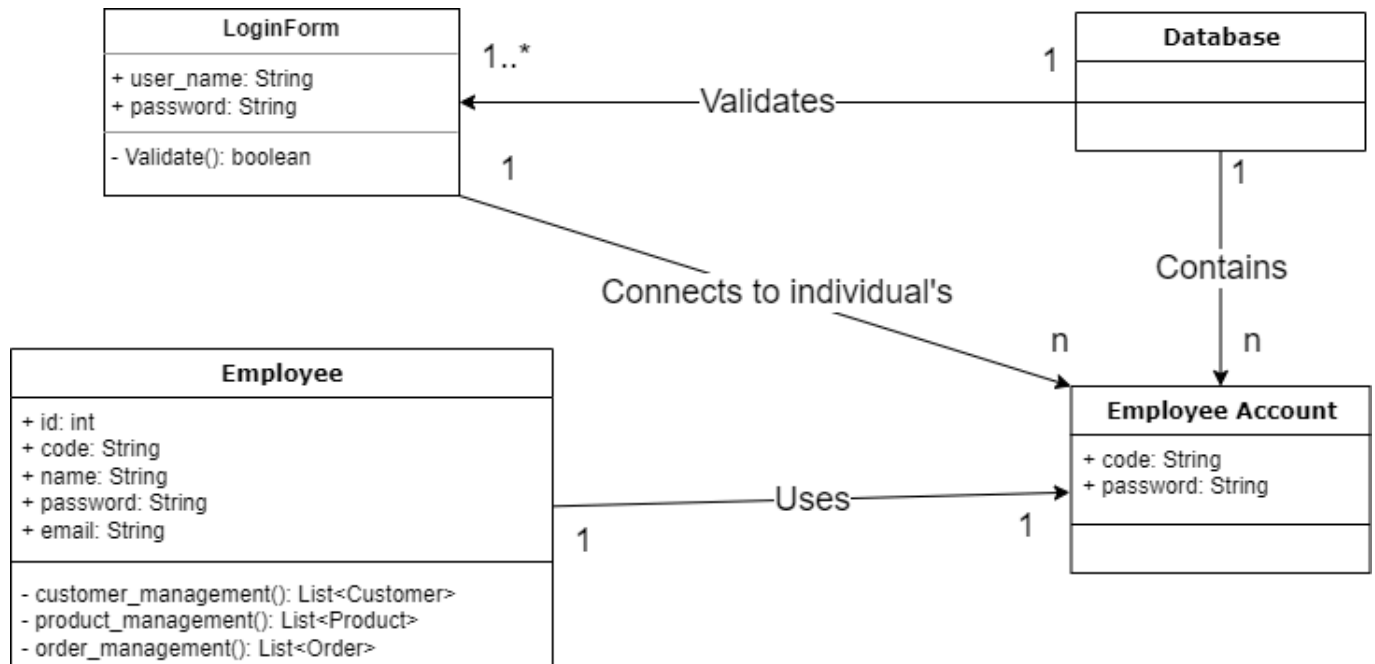 LoginForm
+ user_name: String
+ password: String
- Validate(): boolean
1..*
Validates
1
Database
1
Connects to individual's
n
1
Contains
n
Employee
+ id: int
+ code: String
+ name: String
+ password: String
+ email: String
- customer_management(): List<Customer>
- product_management(): List<Product>
- order_management(): List<Order>
1
Uses
1
Employee Account
+ code: String
+ password: String